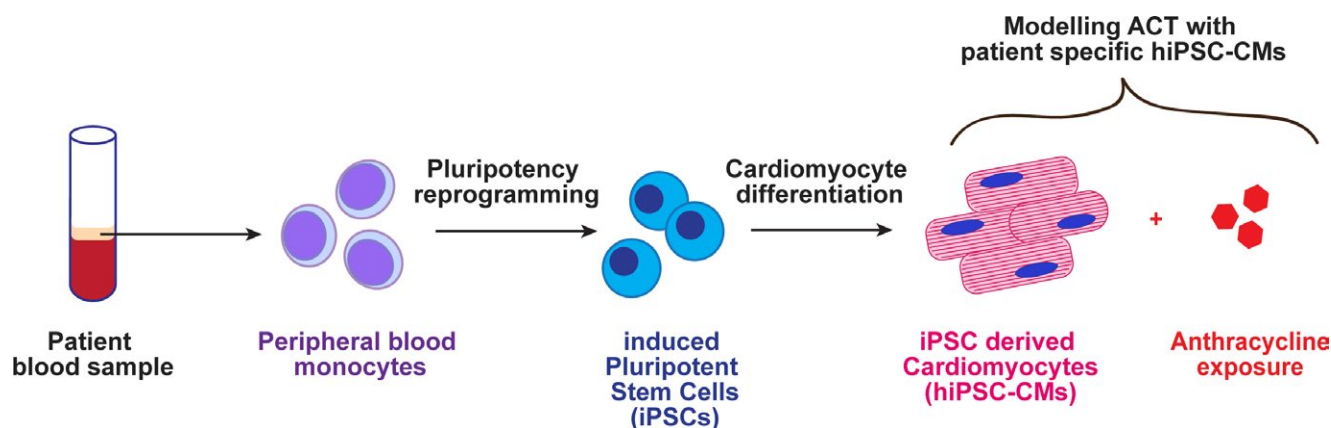 Modelling ACT with
patient specific hiPSC-CMs
Pluripotency
reprogramming
Cardiomyocyte
differentiation
+
Patient
blood sample
Peripheral blood
monocytes
induced
Pluripotent
Stem Cells
(iPSCs)
iPSC derived
Cardiomyocytes
(hiPSC-CMs)
Anthracycline
exposure